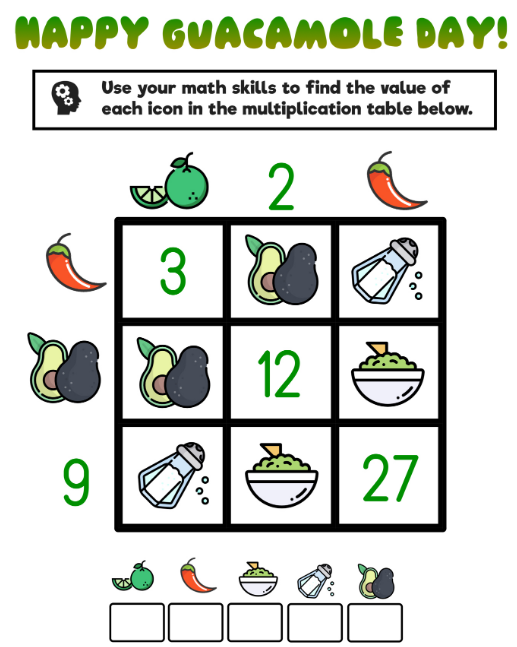 HAPPY GUACAMOLE DAY!
Use your math skills to find the value of
each icon in the multiplication table below.
2
3
12
9
27